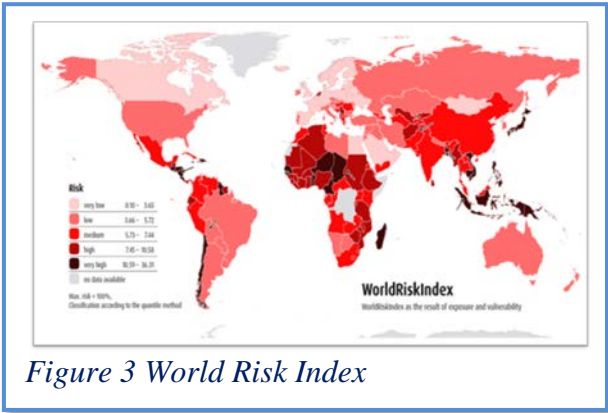 Risk
very low 0.10 – 3.65
low 3.66 – 5.72
medium 5.73 – 7.44
high 7.45 – 10.58
very high 10.59 – 36.31
no data available
Max. risk = 100%.
Classification according to the quantile method
WorldRiskIndex
WorldRiskIndex as the result of exposure and vulnerability
Figure 3 World Risk Index